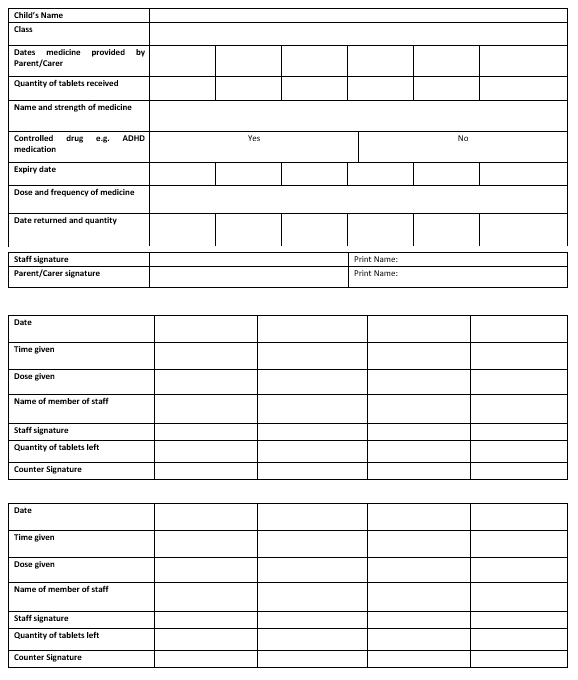 Child's Name
Class
Dates medicine provided by
Parent/Carer
Quantity of tablets received
Name and strength of medicine
Controlled drug e.g. ADHD
medication
Yes
No
Expiry date
Dose and frequency of medicine
Date returned and quantity
Staff signature
Print Name:
Parent/Carer signature
Print Name:
Date
Time given
Dose given
Name of member of staff
Staff signature
Quantity of tablets left
Counter Signature
Date
Time given
Dose given
Name of member of staff
Staff signature
Quantity of tablets left
Counter Signature